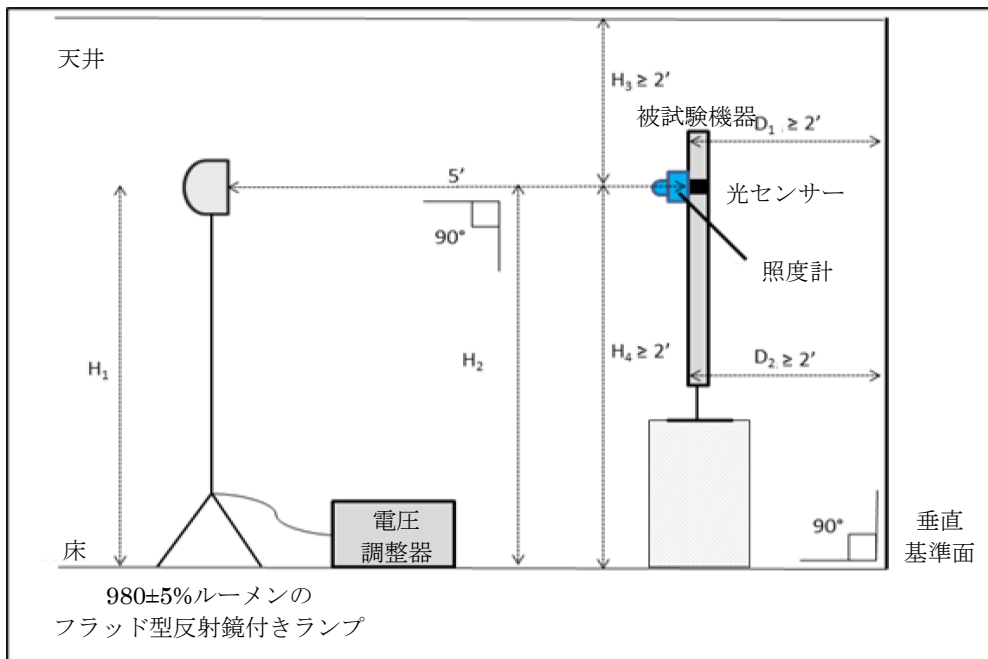 天井
H₃ ≥ 2’
被試験機器
D₁ ≥ 2’
5’
光センサー
90°
照度計
H₁
H₂
H₄ ≥ 2’
D₂ ≥ 2’
電圧
調整器
90°
垂直
基準面
床
980±5%ルーメンの
フラッド型反射鏡付きランプ